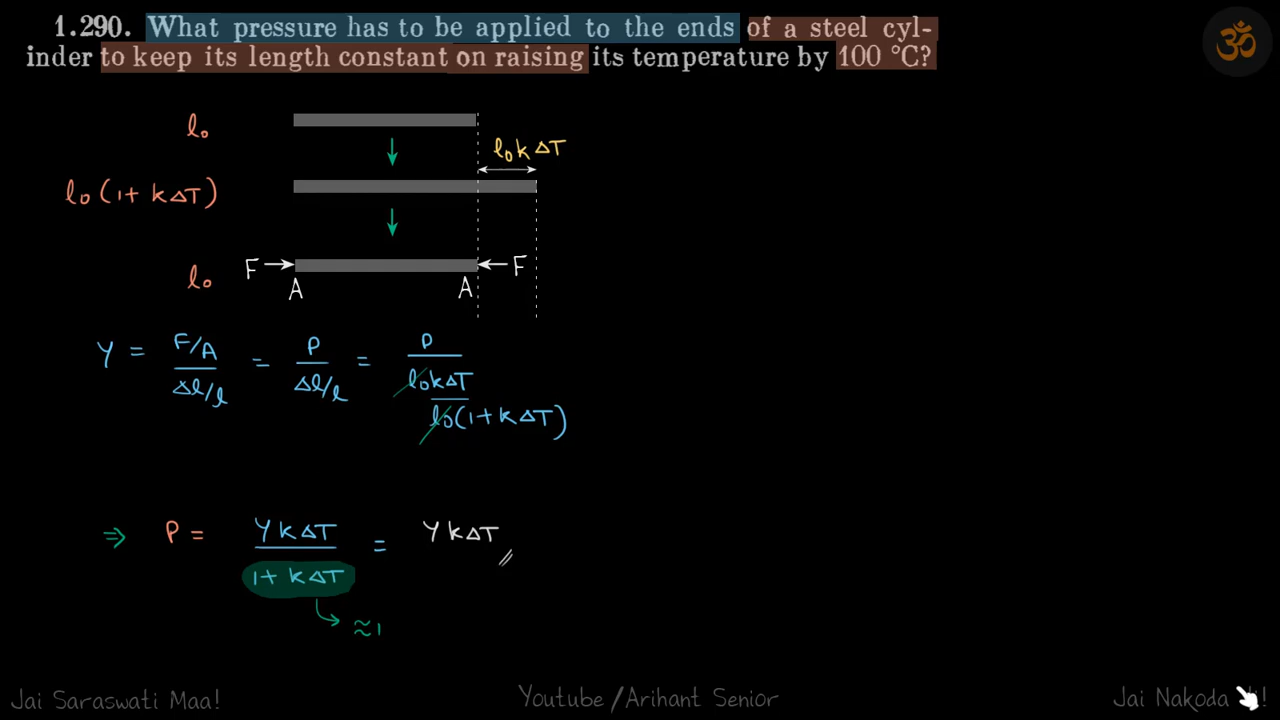 1.290. What pressure has to be applied to the ends of a steel cyl-
inder to keep its length constant on raising its temperature by 100 °C?
l₀
l₀kΔT
l₀(1+kΔT)
F F
l₀
A A
Y = F/A / Δl/l = P / Δl/l = P / l₀kΔT / l₀(1+kΔT)
⇒ P = YkΔT / 1+kΔT = YkΔT
≈1
Jai Saraswati Maa! Youtube/Arihant Senior Jai Nakoda !
ॐ